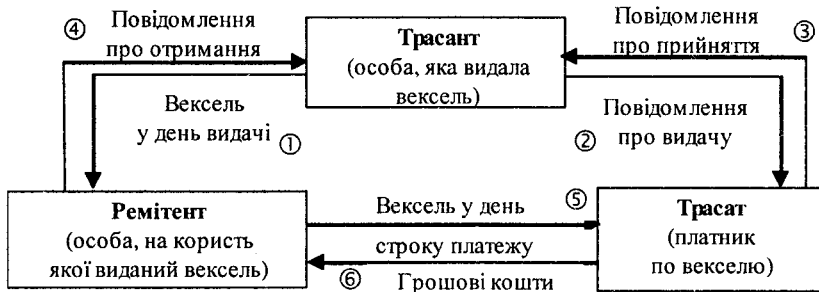 ④ Повідомлення
про отримання
Трасант
(особа, яка видала
вексель)
Повідомлення ③
про прийняття
Вексель
у день видачі ①
Повідомлення
② про видачу
Ремітент
(особа, на користь
якої виданий вексель)
Вексель у день ⑤
строку платежу
⑥ Грошові кошти
Трасат
(платник
по векселю)